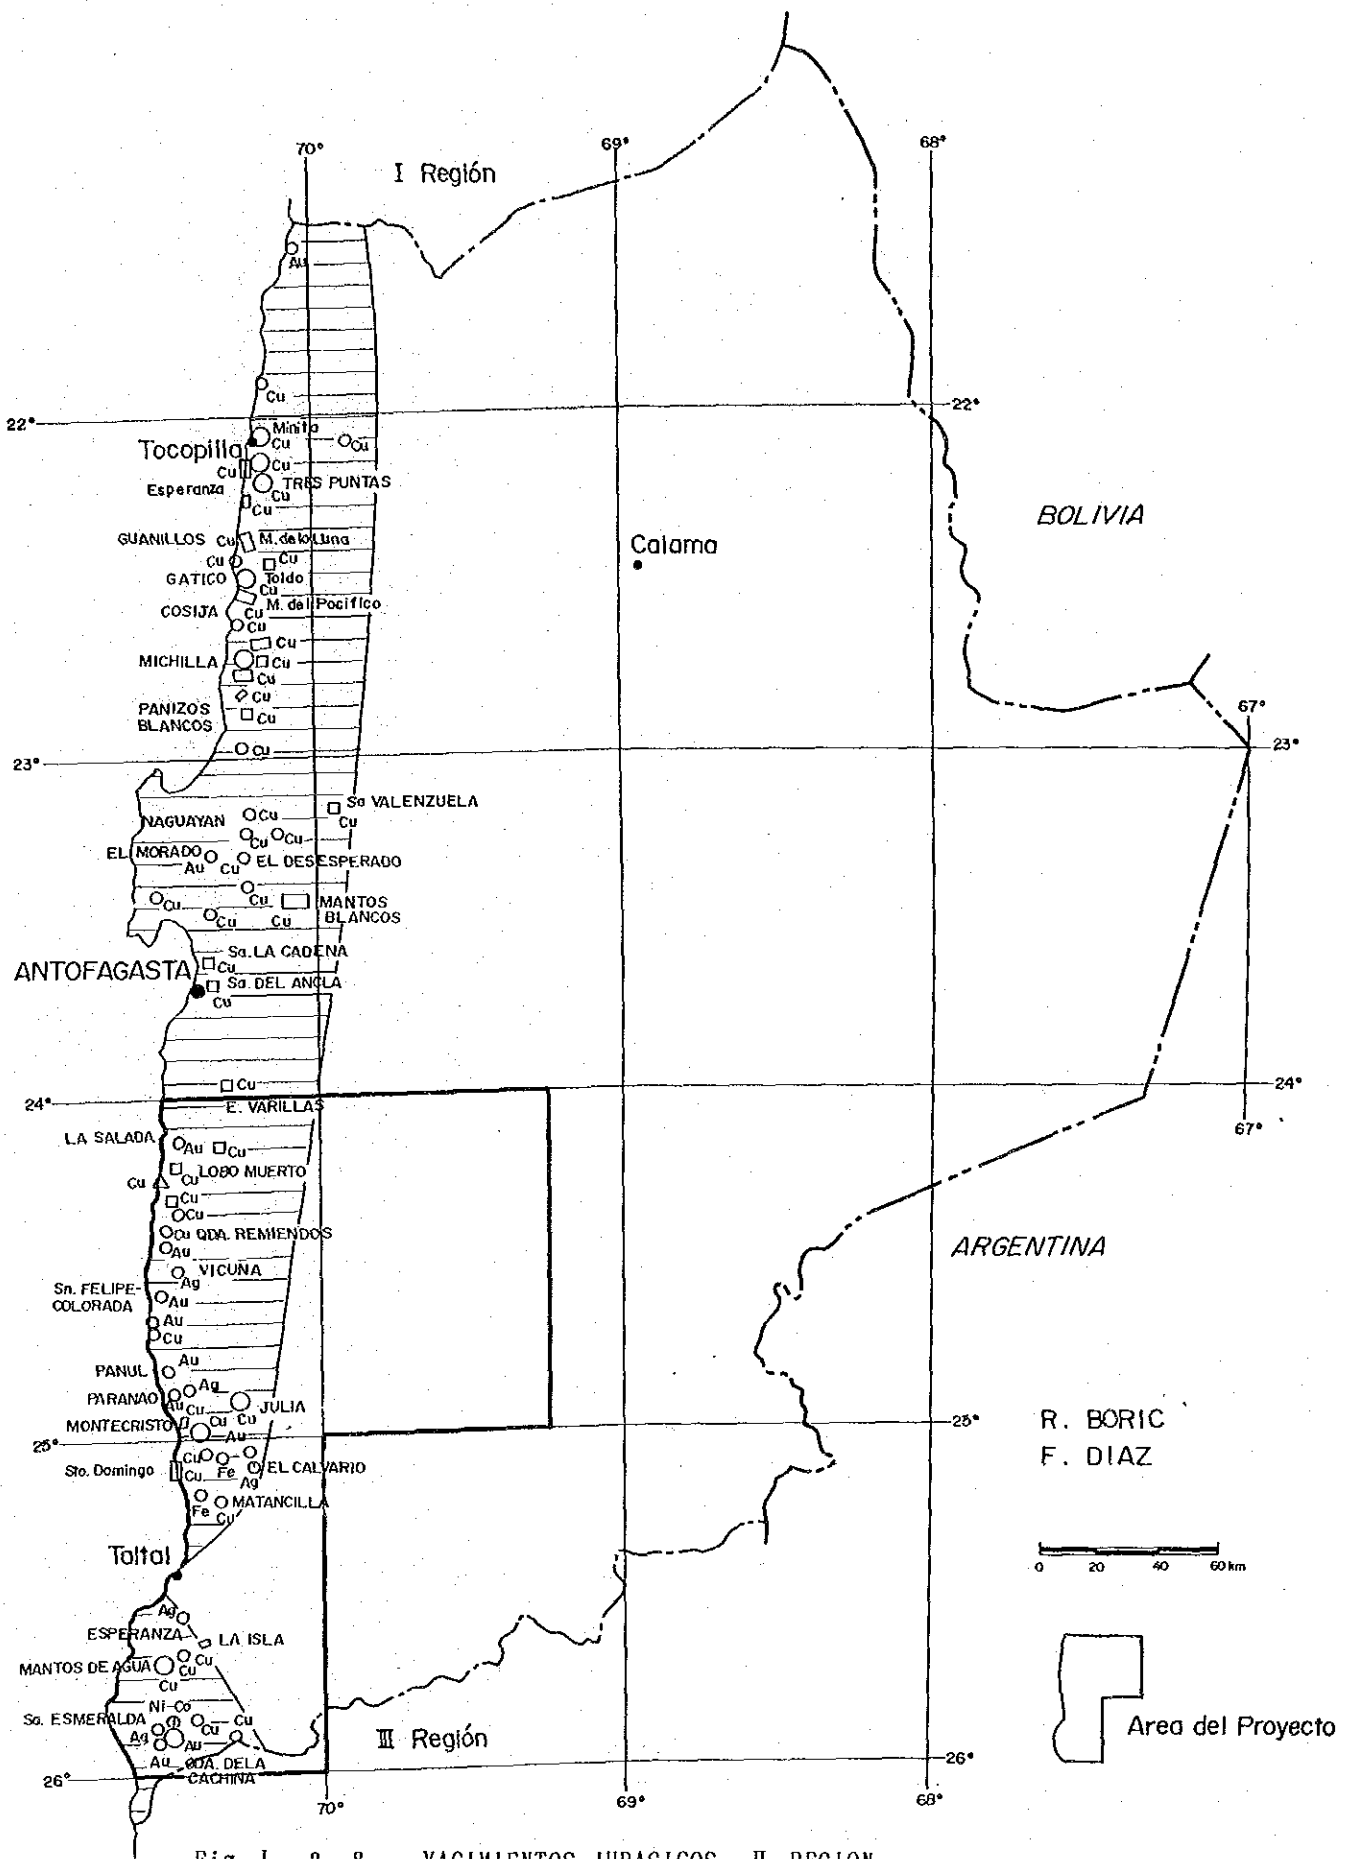 70°
69°
68°
I Región
Au
Cu
22°
22°
Minita
Cu
Cu
Tocopilla
Cu
Cu
TRES PUNTAS
Esperanza
Cu
Cu
BOLIVIA
GUANILLOS
Cu
M. de la Luna
Calama
Cu
Cu
GATICO
Toldo
Cu
M. del Pacifico
COSIJA
Cu
Cu
Cu
MICHILLA
Cu
Cu
Cu
PANIZOS
BLANCOS
Cu
67°
Cu
23°
23°
Sa VALENZUELA
NAGUAYAN
Cu
Cu
Cu
Cu
EL MORADO
Au
Cu
EL DESESPERADO
Cu
Cu
MANTOS
BLANCOS
Cu
Cu
Sa. LA CADENA
Cu
ANTOFAGASTA
Sa. DEL ANCLA
Cu
Cu
24°
24°
E. VARILLAS
67°
LA SALADA
Au
Cu
LOBO MUERTO
Cu
Cu
Cu
Cu
Cu
QDA. REMIENDOS
Au
ARGENTINA
VICUÑA
Ag
Sn. FELIPE-
COLORADA
Au
Au
Cu
Au
PANUL
Ag
PARANAO
Au
Cu
JULIA
MONTECRISTO
Cu
Cu
Au
25°
25°
R. BORIC
F. DIAZ
Cu
Sto. Domingo
Cu
Fe
EL CALVARIO
Ag
MATANCILLA
Fe
Cu
Taltal
0 20 40 60 km
Ag
ESPERANZA
LA ISLA
Cu
MANTOS DE AGUA
Cu
Cu
Ni-Co
Sa. ESMERALDA
Cu
Cu
Ag
Au
Au
QDA. DE LA
CACHINA
III Región
Area del Proyecto
26°
26°
70°
69°
68°
Fig. I. 2. 8. YACIMIENTOS JURASICOS, II REGION